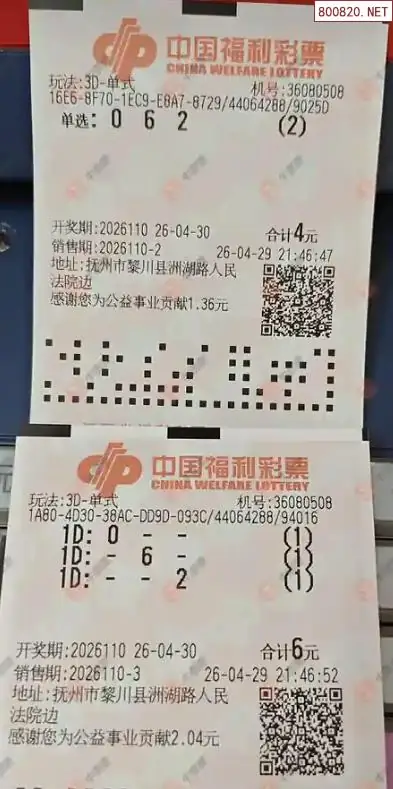 800820.NET
中国福利彩票
CHINA WELFARE LOTTERY
玩法:3D-单式 机号:36080508
16E6-8F70-1EC9-E8A7-8729/44064288/9025D
单选: 0 6 2 (2)
开奖期:2026110 26-04-30 合计4元
销售期:2026110-2 26-04-29 21:46:47
地址:抚州市黎川县洲湖路人民
法院边
感谢您为公益事业贡献1.36元
中国福利彩票
CHINA WELFARE LOTTERY
玩法:3D-单式 机号:36080508
1A80-4D30-38AC-DD9D-093C/44064288/94016
1D: 0 - - (1)
1D: - 6 - (1)
1D: - - 2 (1)
开奖期:2026110 26-04-30 合计6元
销售期:2026110-3 26-04-29 21:46:52
地址:抚州市黎川县洲湖路人民
法院边
感谢您为公益事业贡献2.04元